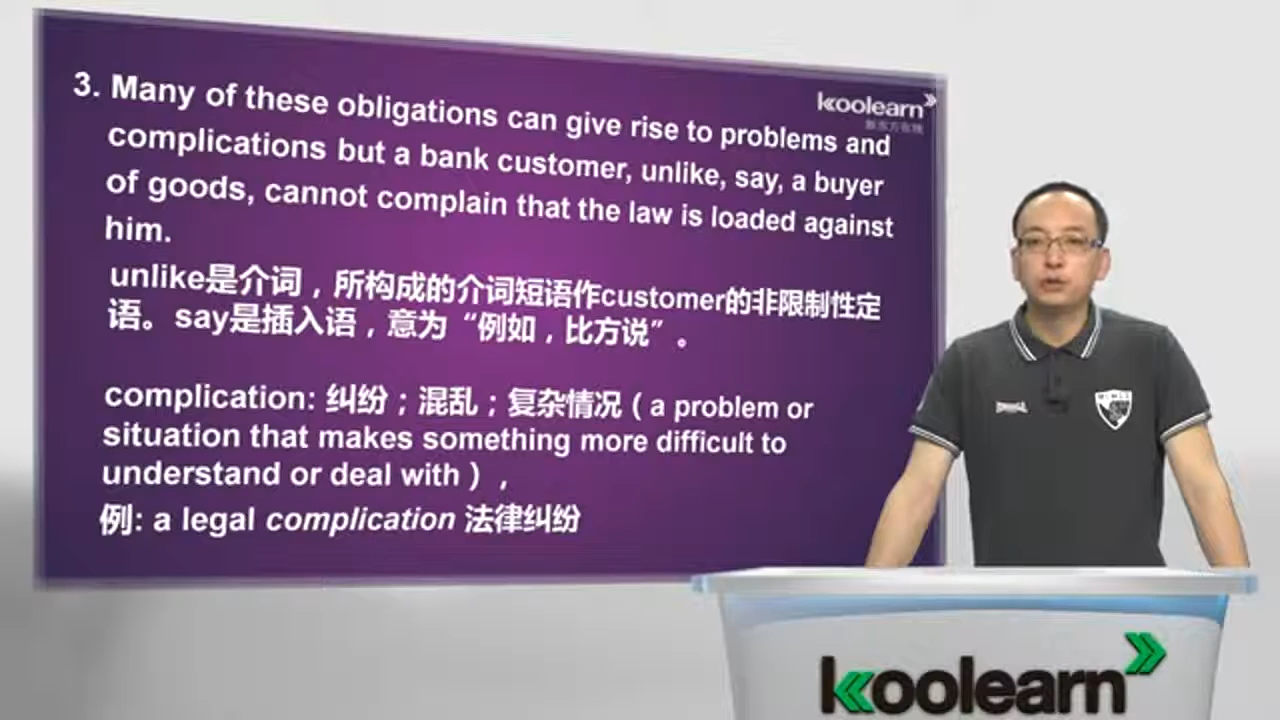 3. Many of these obligations can give rise to problems and
complications but a bank customer, unlike, say, a buyer
of goods, cannot complain that the law is loaded against
him.
unlike是介词，所构成的介词短语作customer的非限制性定
语。say是插入语，意为“例如，比方说”。
complication: 纠纷；混乱；复杂情况（a problem or
situation that makes something more difficult to
understand or deal with），
例: a legal complication 法律纠纷
koolearn
新东方在线
koolearn